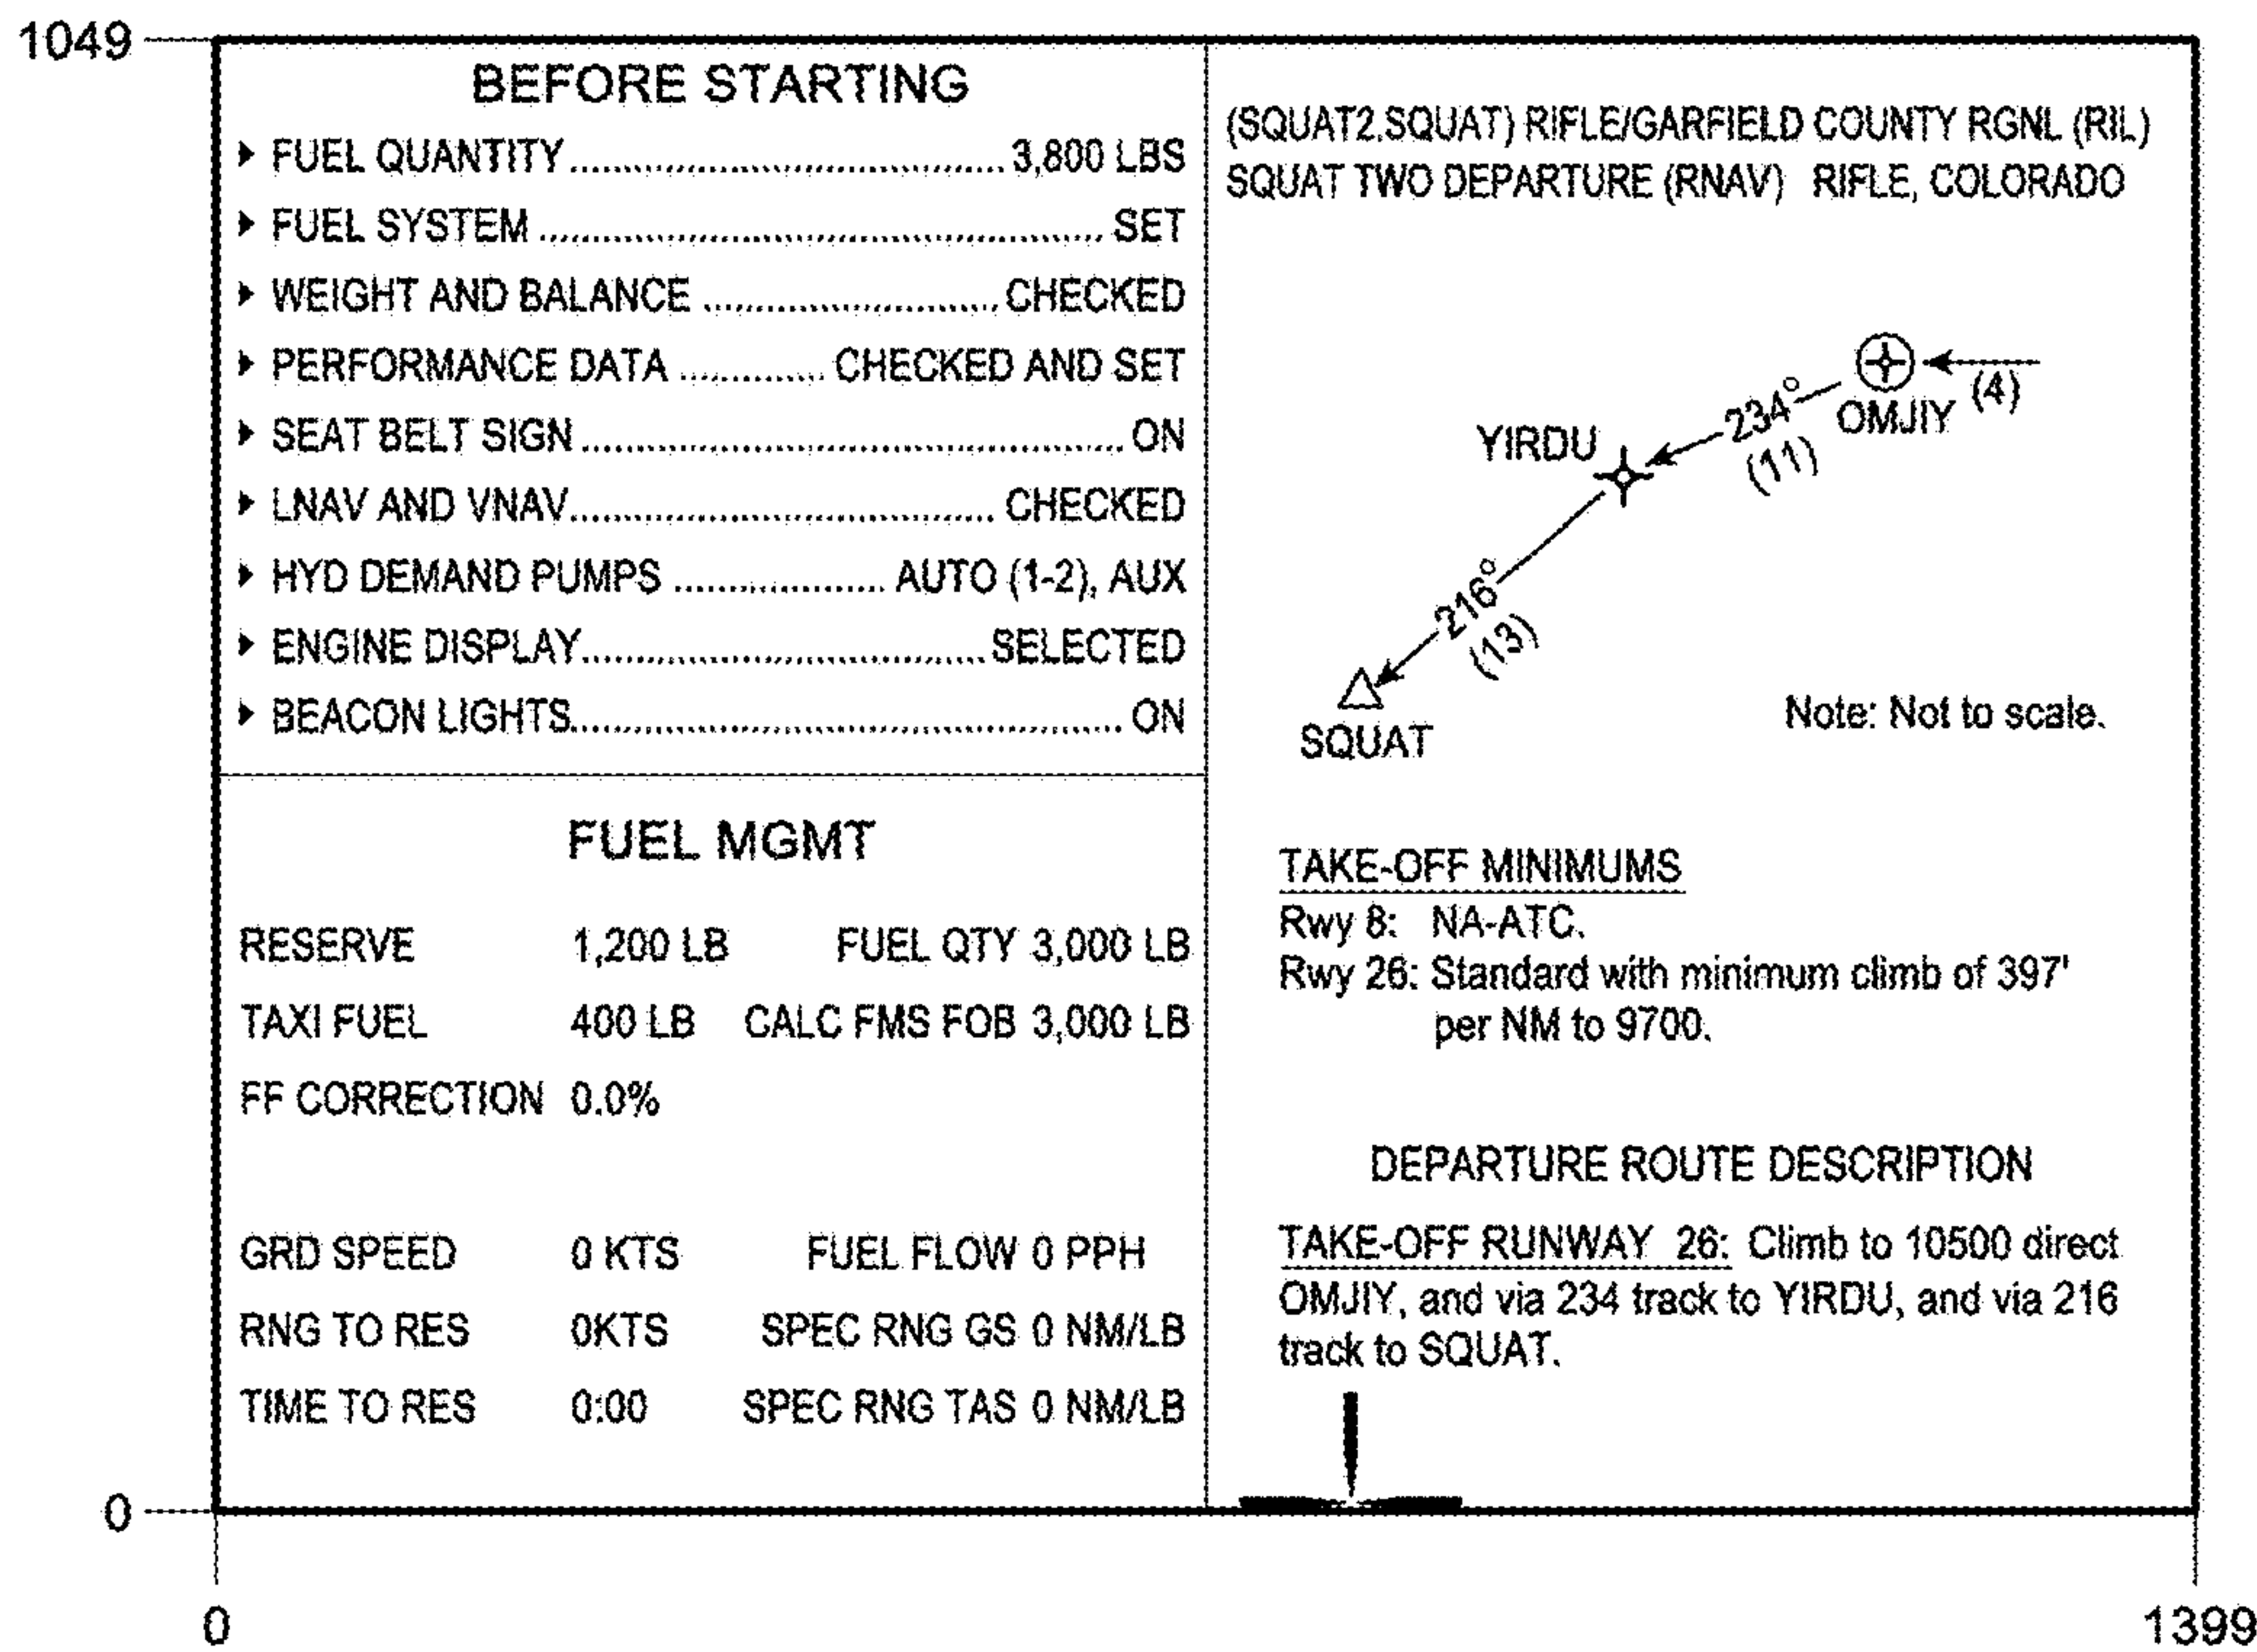 1049
BEFORE STARTING
FUEL QUANTITY........................................ 3,800 LBS
FUEL SYSTEM .................................................... SET
WEIGHT AND BALANCE ........................... CHECKED
PERFORMANCE DATA ............. CHECKED AND SET
SEAT BELT SIGN .................................................. ON
LNAV AND VNAV....................................... CHECKED
HYD DEMAND PUMPS ................... AUTO (1-2), AUX
ENGINE DISPLAY..................................... SELECTED
BEACON LIGHTS................................................... ON
FUEL MGMT
RESERVE 1,200 LB FUEL QTY 3,000 LB
TAXI FUEL 400 LB CALC FMS FOB 3,000 LB
FF CORRECTION 0.0%
GRD SPEED 0 KTS FUEL FLOW 0 PPH
RNG TO RES 0KTS SPEC RNG GS 0 NM/LB
TIME TO RES 0:00 SPEC RNG TAS 0 NM/LB
(SQUAT2.SQUAT) RIFLE/GARFIELD COUNTY RGNL (RIL)
SQUAT TWO DEPARTURE (RNAV) RIFLE, COLORADO
OMJIY
(4)
234°
(11)
YIRDU
216°
(13)
SQUAT
Note: Not to scale.
TAKE-OFF MINIMUMS
Rwy 8: NA-ATC.
Rwy 26: Standard with minimum climb of 397'
per NM to 9700.
DEPARTURE ROUTE DESCRIPTION
TAKE-OFF RUNWAY 26: Climb to 10500 direct
OMJIY, and via 234 track to YIRDU, and via 216
track to SQUAT.
0
0
1399